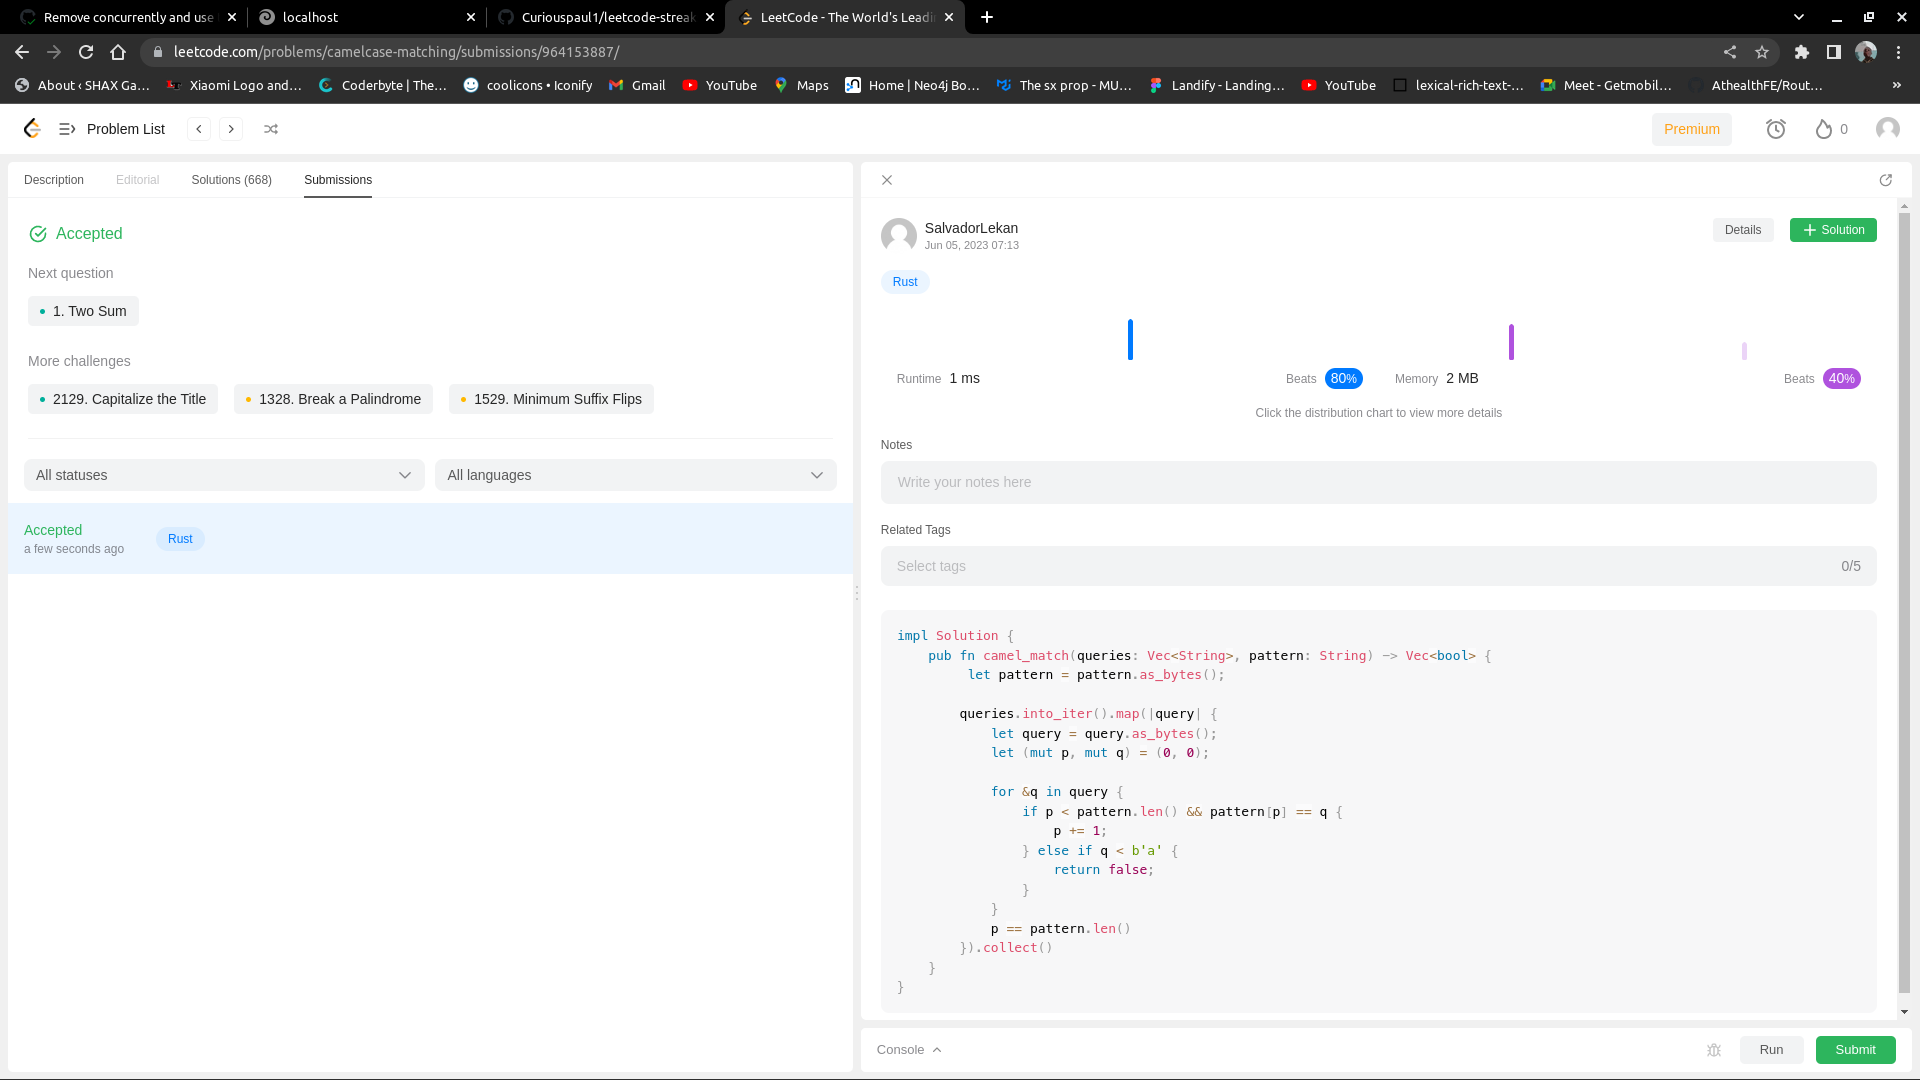 Remove concurrently and use
localhost
Curiouspaul1/leetcode-streak
LeetCode - The World's Leadi
leetcode.com/problems/camelcase-matching/submissions/964153887/
About ‹ SHAX Ga…
Xiaomi Logo and…
Coderbyte | The…
coolicons • Iconify
Gmail
YouTube
Maps
Home | Neo4j Bo…
The sx prop - MU…
Landify - Landing…
YouTube
lexical-rich-text-…
Meet - Getmobil…
AthealthFE/Rout…
»
Problem List
Premium
0
Description
Editorial
Solutions (668)
Submissions
Accepted
Next question
1. Two Sum
More challenges
2129. Capitalize the Title
1328. Break a Palindrome
1529. Minimum Suffix Flips
All statuses
All languages
Accepted
a few seconds ago
Rust
SalvadorLekan
Jun 05, 2023 07:13
Details
+ Solution
Rust
Runtime 1 ms
Beats 80%
Memory 2 MB
Beats 40%
Click the distribution chart to view more details
Notes
Write your notes here
Related Tags
Select tags
0/5
impl Solution {
    pub fn camel_match(queries: Vec<String>, pattern: String) -> Vec<bool> {
         let pattern = pattern.as_bytes();
        queries.into_iter().map(|query| {
            let query = query.as_bytes();
            let (mut p, mut q) = (0, 0);
            for &q in query {
                if p < pattern.len() && pattern[p] == q {
                    p += 1;
                } else if q < b'a' {
                    return false;
                }
            }
            p == pattern.len()
        }).collect()
    }
}
Console
Run
Submit